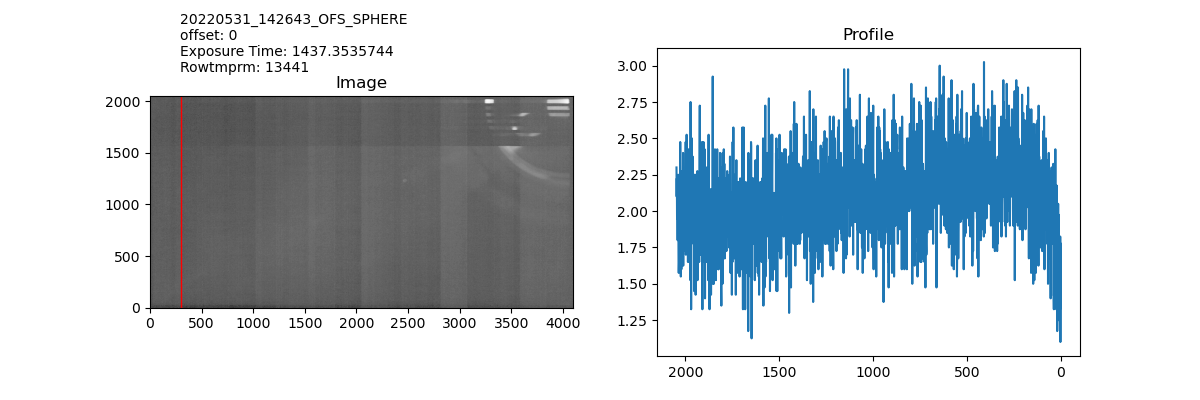 20220531_142643_OFS_SPHERE
offset: 0
Exposure Time: 1437.3535744
Rowtmprm: 13441
Image
2000
1500
1000
500
0
0 500 1000 1500 2000 2500 3000 3500 4000
Profile
3.00
2.75
2.50
2.25
2.00
1.75
1.50
1.25
2000 1500 1000 500 0